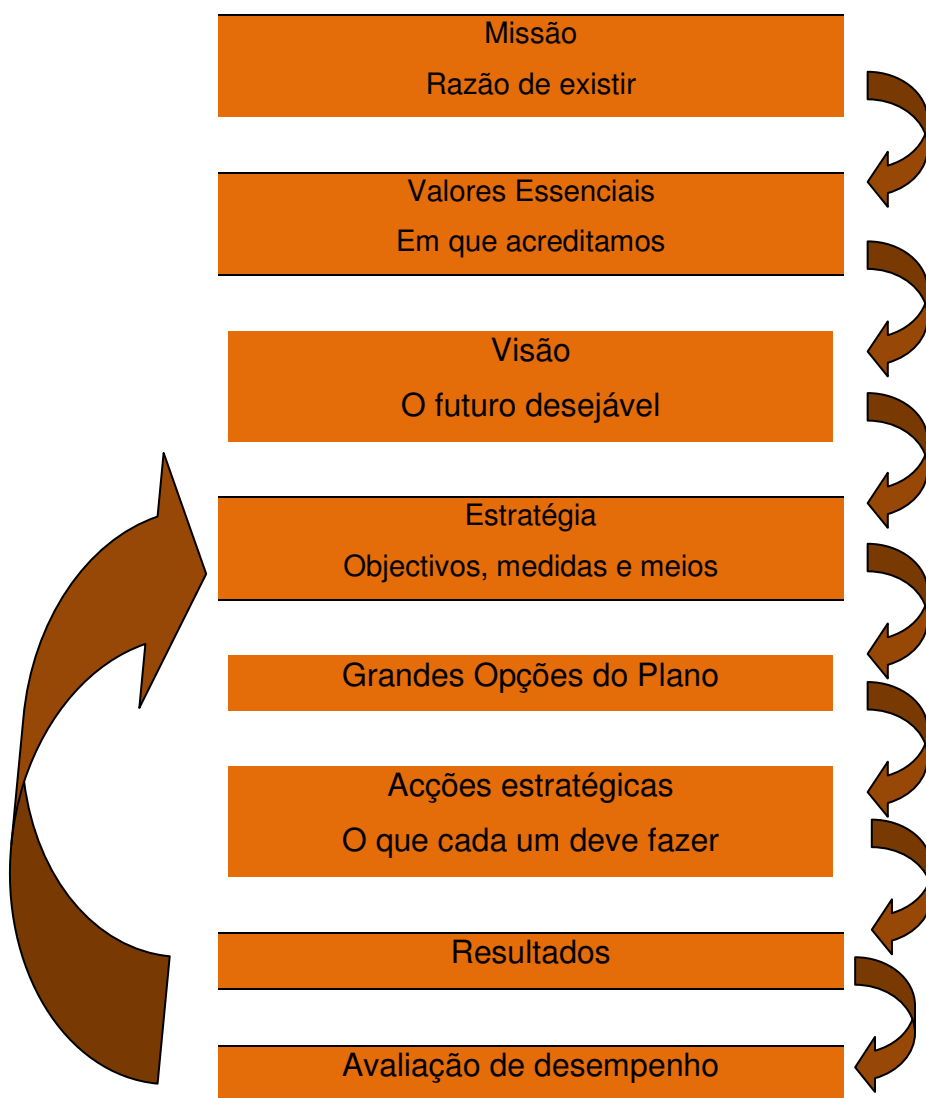 Missão
Razão de existir
Valores Essenciais
Em que acreditamos
Visão
O futuro desejável
Estratégia
Objectivos, medidas e meios
Grandes Opções do Plano
Acções estratégicas
O que cada um deve fazer
Resultados
Avaliação de desempenho